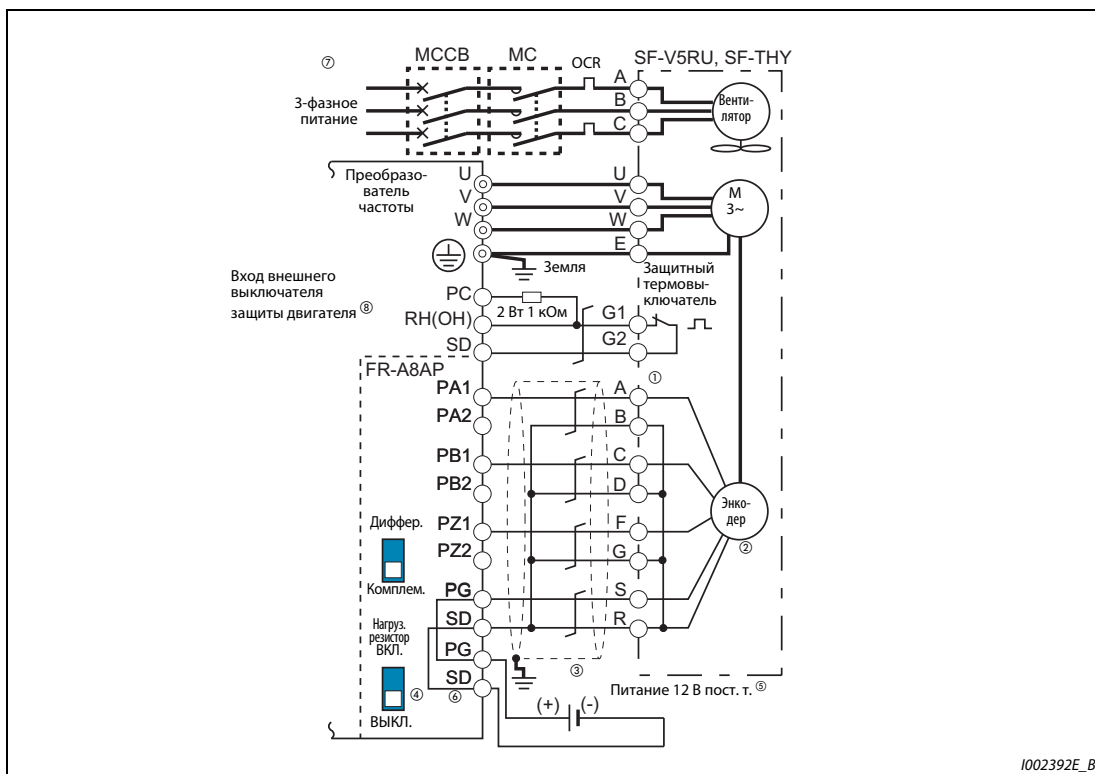 ⑦
MCCB
MC
OCR
SF-V5RU, SF-THY
3-фазное
питание
A
B
C
Венти-
лятор
Преобразо-
ватель
частоты
U
V
W
U
V
W
E
M
3~
Земля
Защитный
термовы-
ключатель
Вход внешнего
выключателя
защиты двигателя ⑧
PC
RH(OH)
SD
2 Вт 1 кОм
G1
G2
FR-A8AP
①
PA1
PA2
PB1
PB2
PZ1
PZ2
PG
SD
PG
SD
A
B
C
D
F
G
S
R
Энко-
дер
②
Диффер.
Комплем.
Нагруз.
резистор
ВКЛ.
④
ВЫКЛ.
⑥
③
Питание 12 В пост. т. ⑤
(+)
(-)
I002392E_B